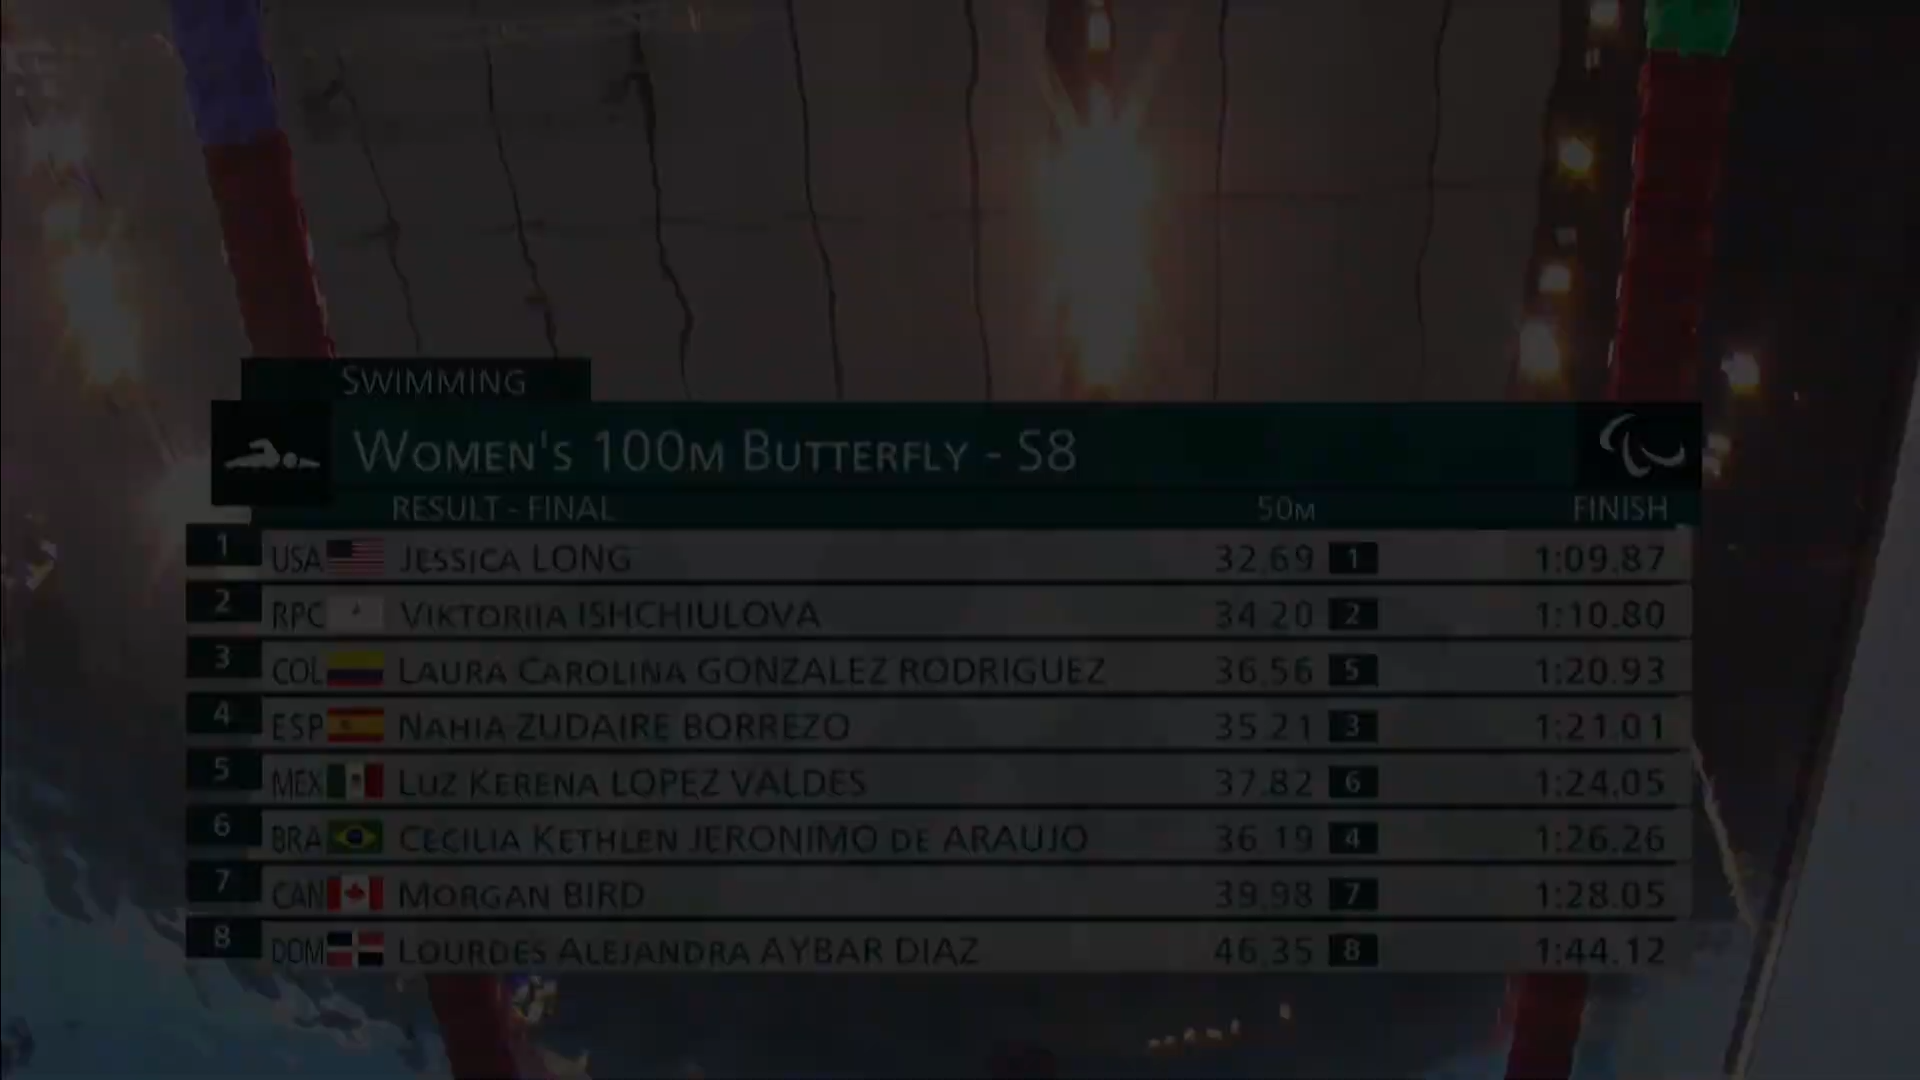 SWIMMING
WOMEN'S 100M BUTTERFLY - S8
RESULT - FINAL 50M FINISH
1 USA JESSICA LONG 32.69 1 1:09.87
2 RPC VIKTORIIA ISHCHIULOVA 34.20 2 1:10.80
3 COL LAURA CAROLINA GONZALEZ RODRIGUEZ 36.56 5 1:20.93
4 ESP NAHIA ZUDAIRE BORREZO 35.21 3 1:21.01
5 MEX LUZ KERENA LOPEZ VALDES 37.82 6 1:24.05
6 BRA CECILIA KETHLEN JERONIMO DE ARAUJO 36.19 4 1:26.26
7 CAN MORGAN BIRD 39.98 7 1:28.05
8 DOM LOURDES ALEJANDRA AYBAR DIAZ 46.35 8 1:44.12